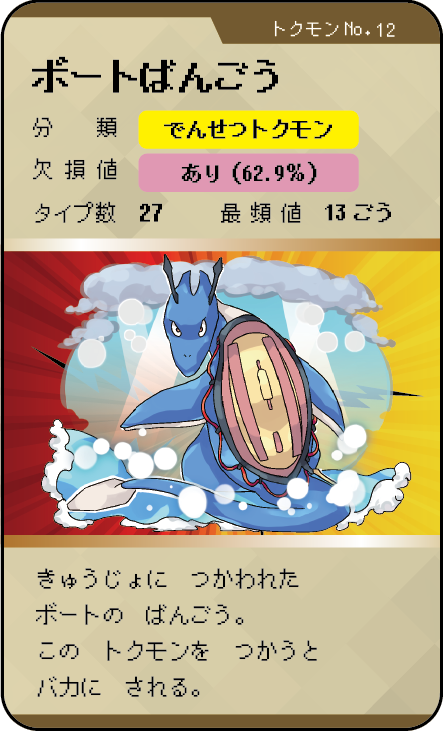 トクモン No.12
ボートばんごう
分類 でんせつトクモン
欠損値 あり (62.9%)
タイプ数 27 最頻値 13ごう
きゅうじょに つかわれた
ボートの ばんごう。
この トクモンを つかうと
バカに される。